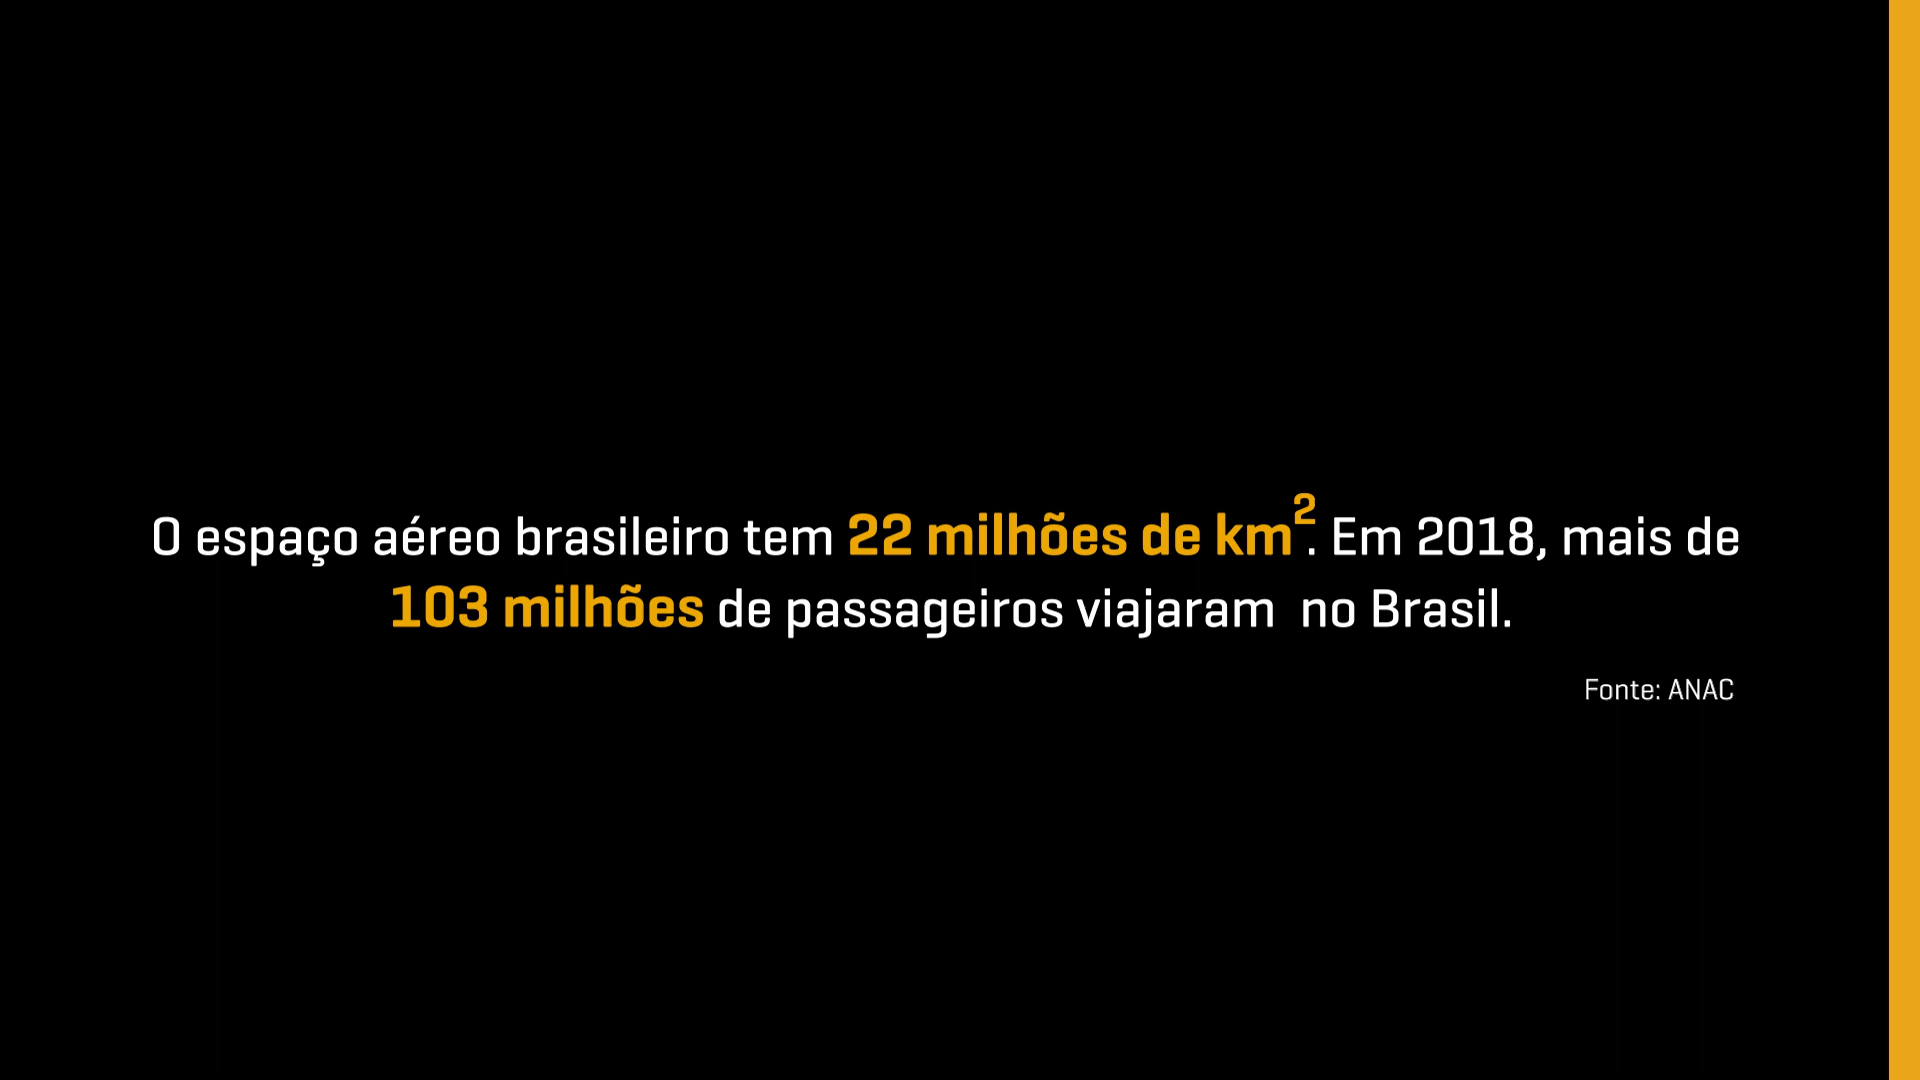 O espaço aéreo brasileiro tem 22 milhões de km². Em 2018, mais de
103 milhões de passageiros viajaram  no Brasil.
Fonte: ANAC